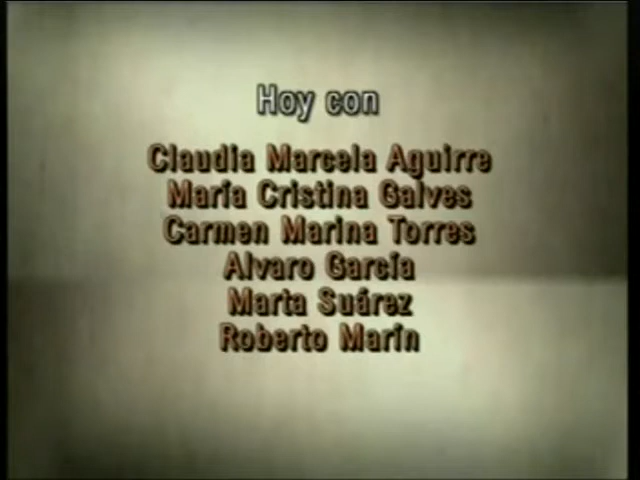 Hoy con
Claudia Marcela Aguirre
María Cristina Galves
Carmen Marina Torres
Alvaro García
Marta Suárez
Roberto Marín